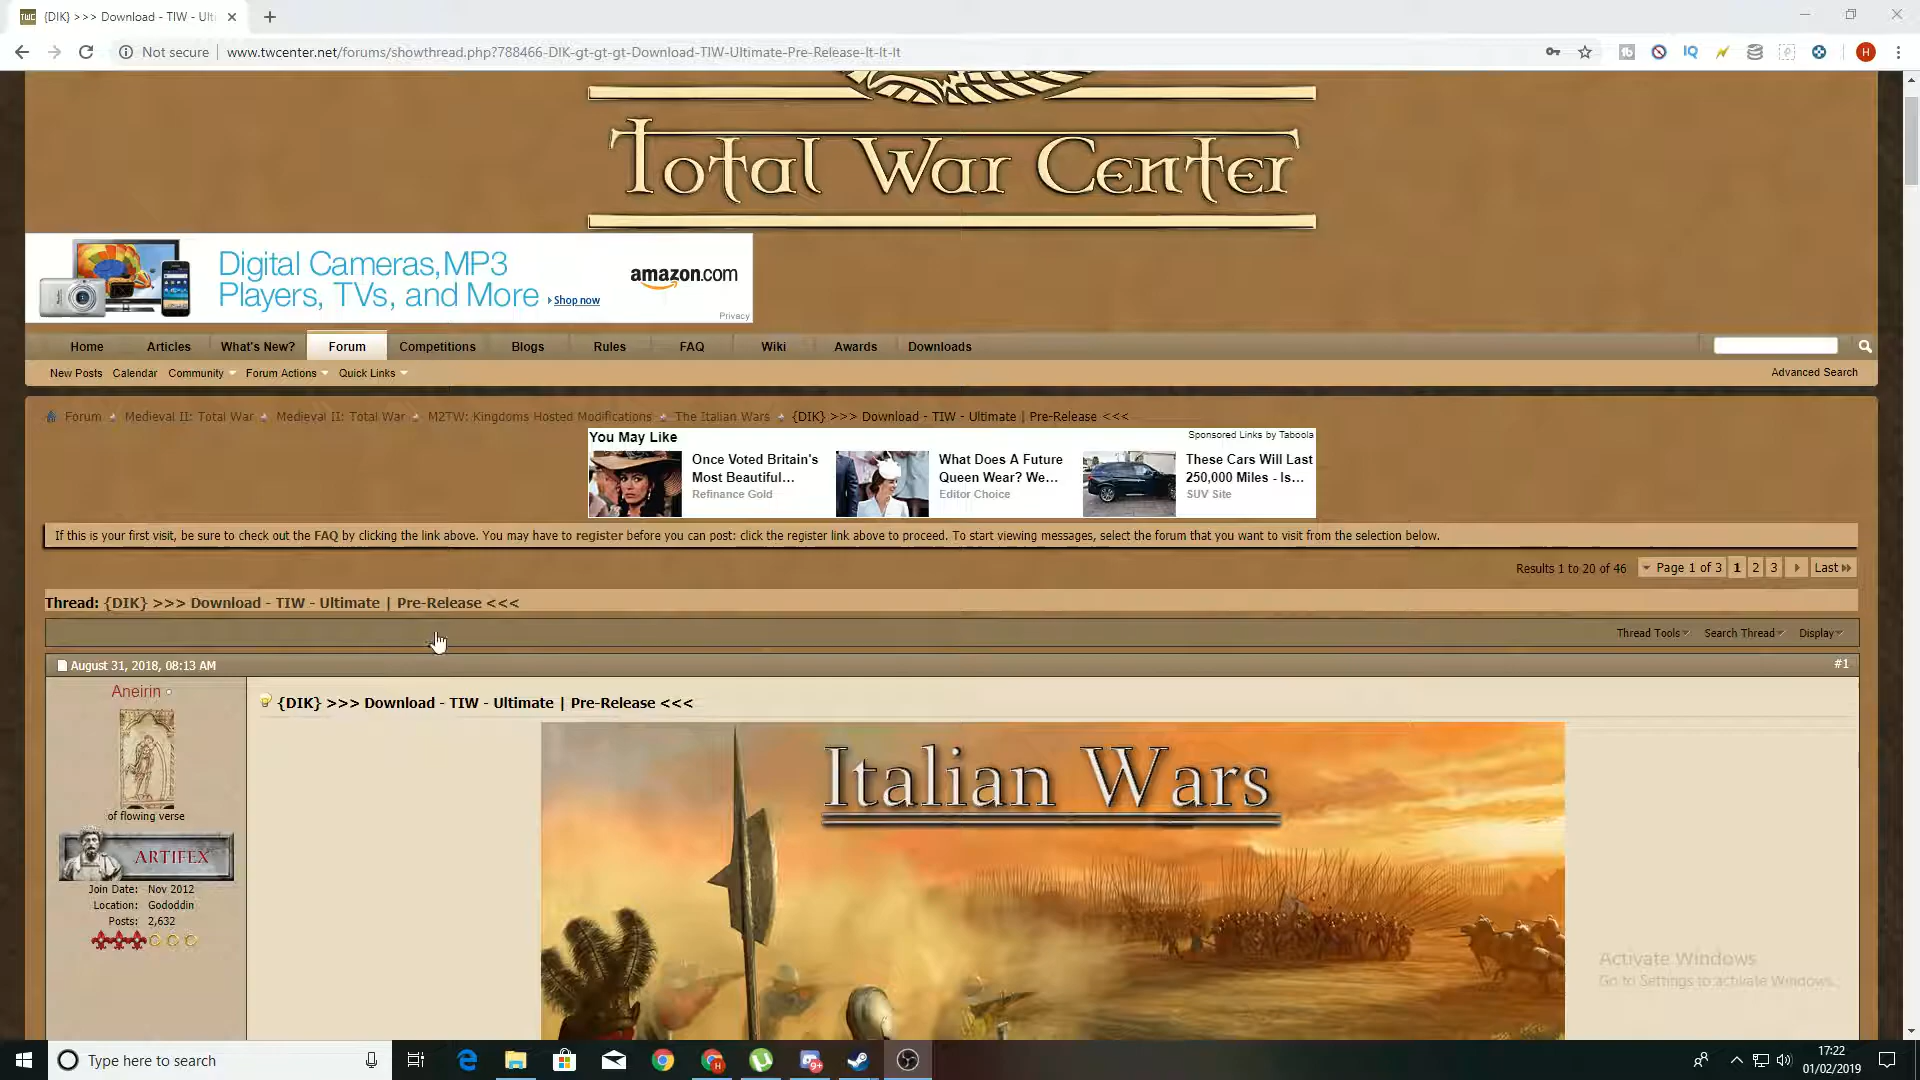 {DIK} >>> Download - TIW - Ulti
Not secure
www.twcenter.net/forums/showthread.php?788466-DIK-gt-gt-gt-Download-TIW-Ultimate-Pre-Release-lt-lt-lt
Total War Center
Digital Cameras,MP3
Players, TVs, and More
Shop now
amazon.com
Privacy
Home
Articles
What's New?
Forum
Competitions
Blogs
Rules
FAQ
Wiki
Awards
Downloads
New Posts
Calendar
Community
Forum Actions
Quick Links
Advanced Search
Forum
Medieval II: Total War
Medieval II: Total War
M2TW: Kingdoms Hosted Modifications
The Italian Wars
{DIK} >>> Download - TIW - Ultimate | Pre-Release <<<
You May Like
Sponsored Links by Taboola
Once Voted Britain's
Most Beautiful...
Refinance Gold
What Does A Future
Queen Wear? We...
Editor Choice
These Cars Will Last
250,000 Miles - Is...
SUV Site
If this is your first visit, be sure to check out the FAQ by clicking the link above. You may have to register before you can post: click the register link above to proceed. To start viewing messages, select the forum that you want to visit from the selection below.
Results 1 to 20 of 46
Page 1 of 3
1
2
3
Last
Thread: {DIK} >>> Download - TIW - Ultimate | Pre-Release <<<
Thread Tools
Search Thread
Display
August 31, 2018, 08:13 AM
#1
Aneirin
{DIK} >>> Download - TIW - Ultimate | Pre-Release <<<
Italian Wars
of flowing verse
ARTIFEX
Join Date: Nov 2012
Location: Gododdin
Posts: 2,632
Activate Windows
Go to Settings to activate Windows.
Type here to search
17:22
01/02/2019